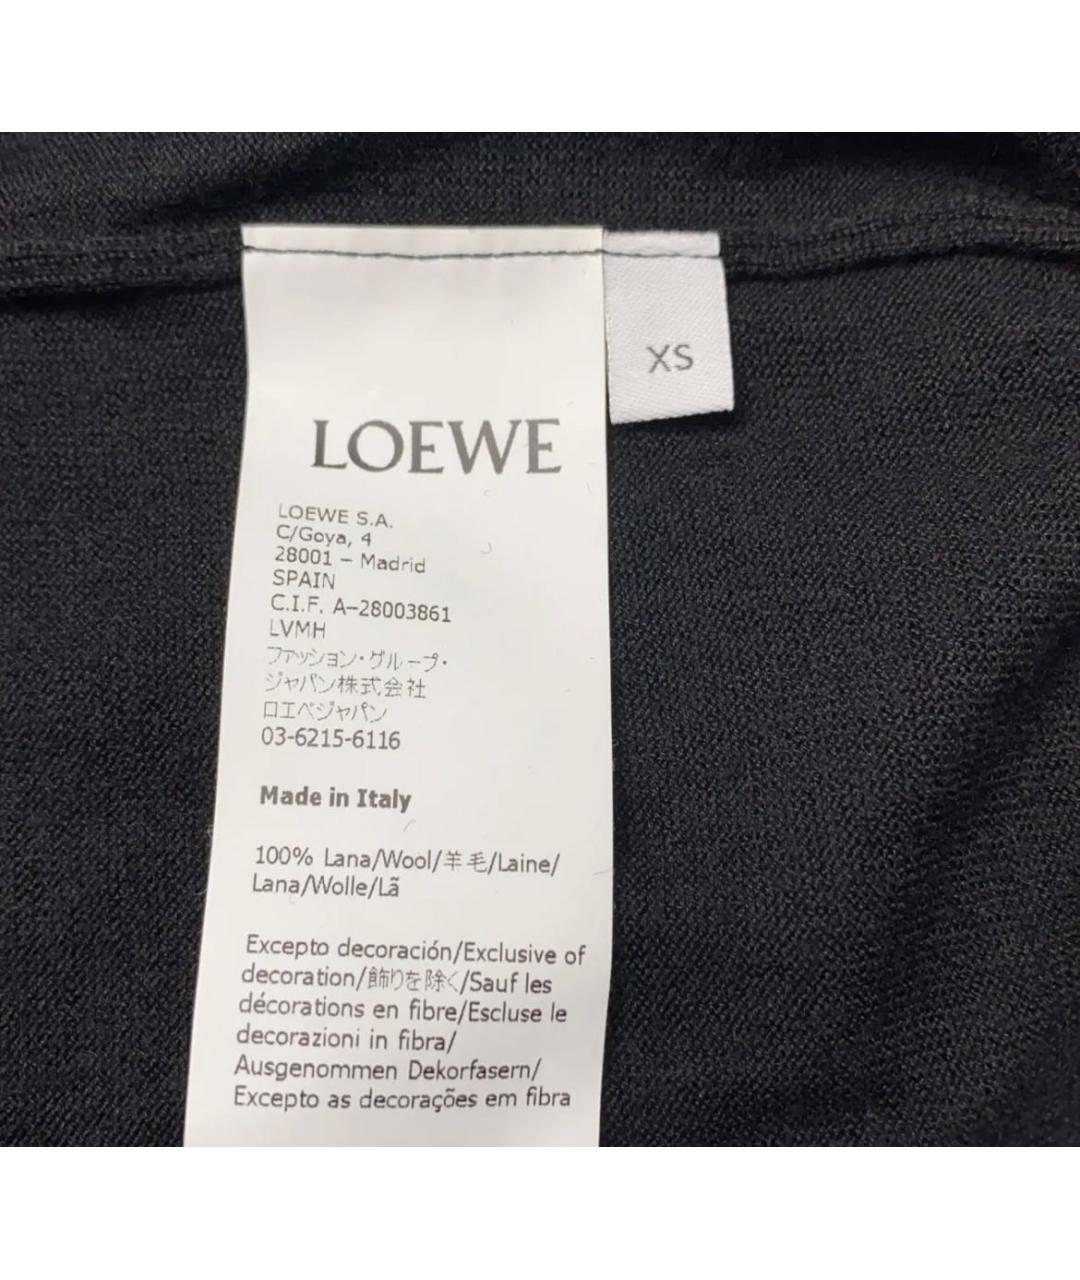 XS
LOEWE
LOEWE S.A.
C/Goya, 4
28001 – Madrid
SPAIN
C.I.F. A-28003861
LVMH
ファッション・グループ・
ジャパン株式会社
ロエベジャパン
03-6215-6116
Made in Italy
100% Lana/Wool/羊毛/Laine/
Lana/Wolle/Lã
Excepto decoración/Exclusive of
decoration/飾りを除く/Sauf les
décorations en fibre/Escluse le
decorazioni in fibra/
Ausgenommen Dekorfasern/
Excepto as decorações em fibra